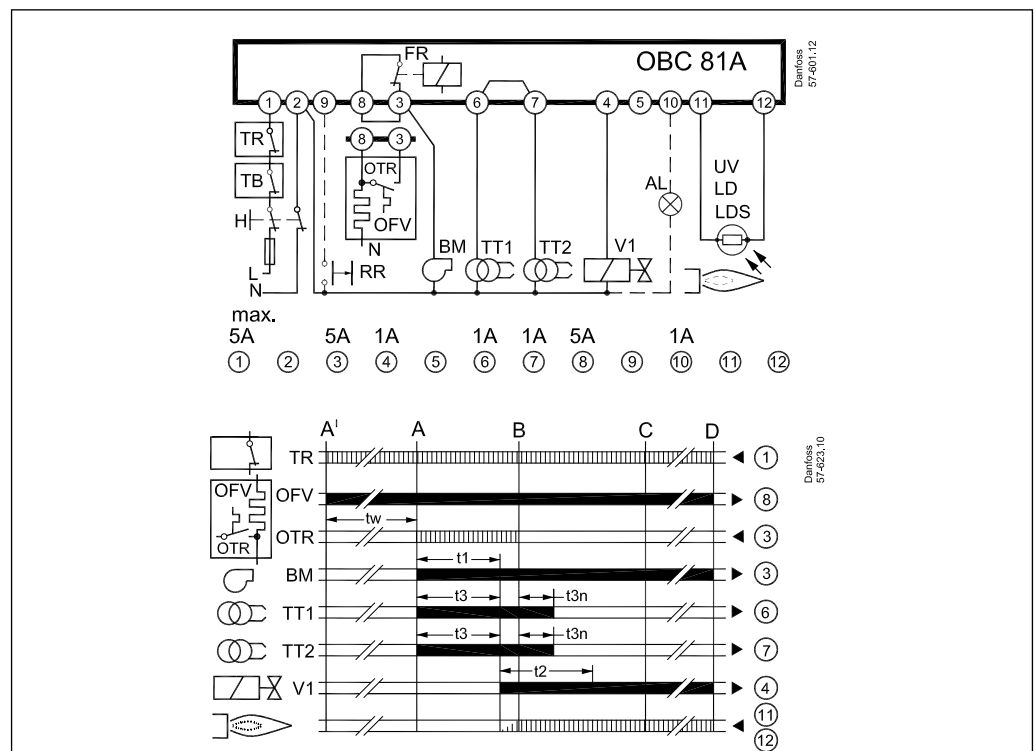 FR
OBC 81A
Danfoss
57-601.12
1 2 9 8 3 6 7 4 5 10 11 12
TR
8 3
TB
OTR
OFV
H
N
RR
BM
TT1
TT2
V1
AL
UV
LD
LDS
L
N
max.
5A 5A 1A 1A 1A 5A 1A
1 2 3 4 5 6 7 8 9 10 11 12
Danfoss
57-623,10
A' A B C D
TR 1
OFV OFV 8
tw
OTR OTR 3
t1
BM 3
t3 t3n
TT1 6
t3 t3n
TT2 7
t2
V1 4
11
12